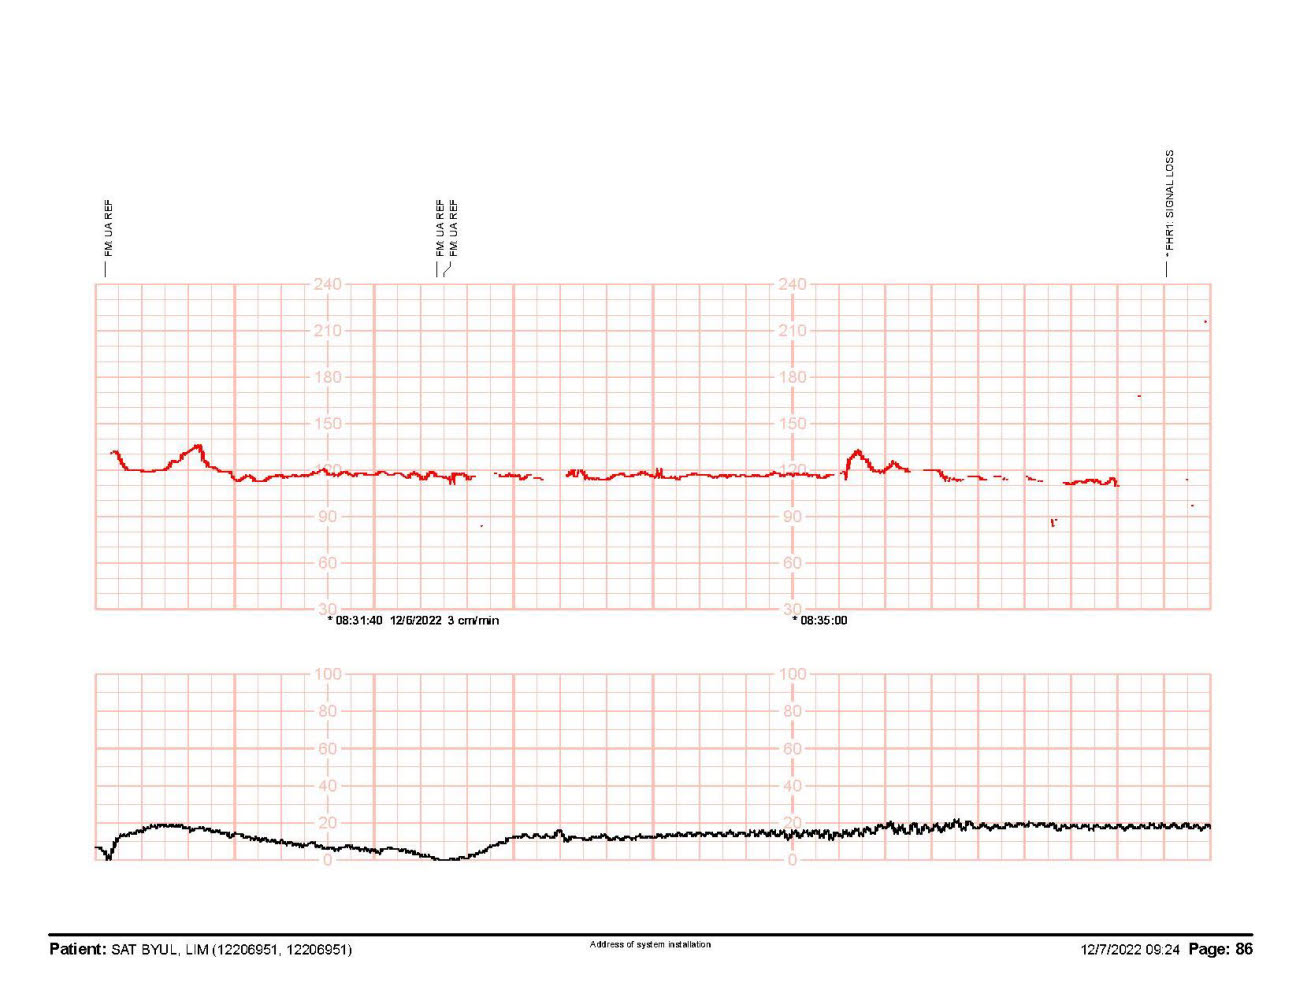 FM: UA REF
FM: UA REF
FM: UA REF
* FHR1: SIGNAL LOSS
240 240
210 210
180 180
150 150
120 120
90 90
60 60
30 30
* 08:31:40 12/6/2022 3 cm/min * 08:35:00
100 100
80 80
60 60
40 40
20 20
0 0
Patient: SAT BYUL, LIM (12206951, 12206951) Address of system installation 12/7/2022 09:24 Page: 86